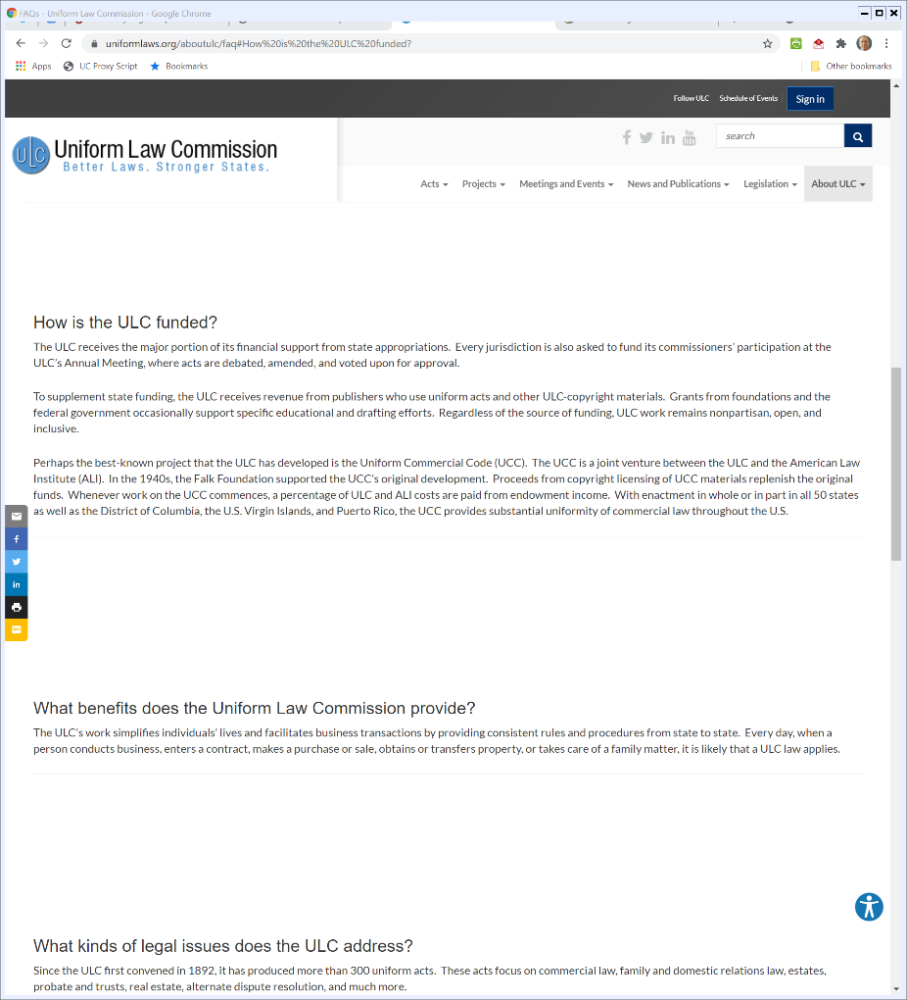 FAQs - Uniform Law Commission - Google Chrome
uniformlaws.org/aboutulc/faq#How%20is%20the%20ULC%20funded?
Apps UC Proxy Script Bookmarks Other bookmarks
Follow ULC Schedule of Events Sign in
ULC Uniform Law Commission
Better Laws. Stronger States.
search
Acts Projects Meetings and Events News and Publications Legislation About ULC
How is the ULC funded?
The ULC receives the major portion of its financial support from state appropriations. Every jurisdiction is also asked to fund its commissioners' participation at the
ULC's Annual Meeting, where acts are debated, amended, and voted upon for approval.
To supplement state funding, the ULC receives revenue from publishers who use uniform acts and other ULC-copyright materials. Grants from foundations and the
federal government occasionally support specific educational and drafting efforts. Regardless of the source of funding, ULC work remains nonpartisan, open, and
inclusive.
Perhaps the best-known project that the ULC has developed is the Uniform Commercial Code (UCC). The UCC is a joint venture between the ULC and the American Law
Institute (ALI). In the 1940s, the Falk Foundation supported the UCC's original development. Proceeds from copyright licensing of UCC materials replenish the original
funds. Whenever work on the UCC commences, a percentage of ULC and ALI costs are paid from endowment income. With enactment in whole or in part in all 50 states
as well as the District of Columbia, the U.S. Virgin Islands, and Puerto Rico, the UCC provides substantial uniformity of commercial law throughout the U.S.
What benefits does the Uniform Law Commission provide?
The ULC's work simplifies individuals' lives and facilitates business transactions by providing consistent rules and procedures from state to state. Every day, when a
person conducts business, enters a contract, makes a purchase or sale, obtains or transfers property, or takes care of a family matter, it is likely that a ULC law applies.
What kinds of legal issues does the ULC address?
Since the ULC first convened in 1892, it has produced more than 300 uniform acts. These acts focus on commercial law, family and domestic relations law, estates,
probate and trusts, real estate, alternate dispute resolution, and much more.